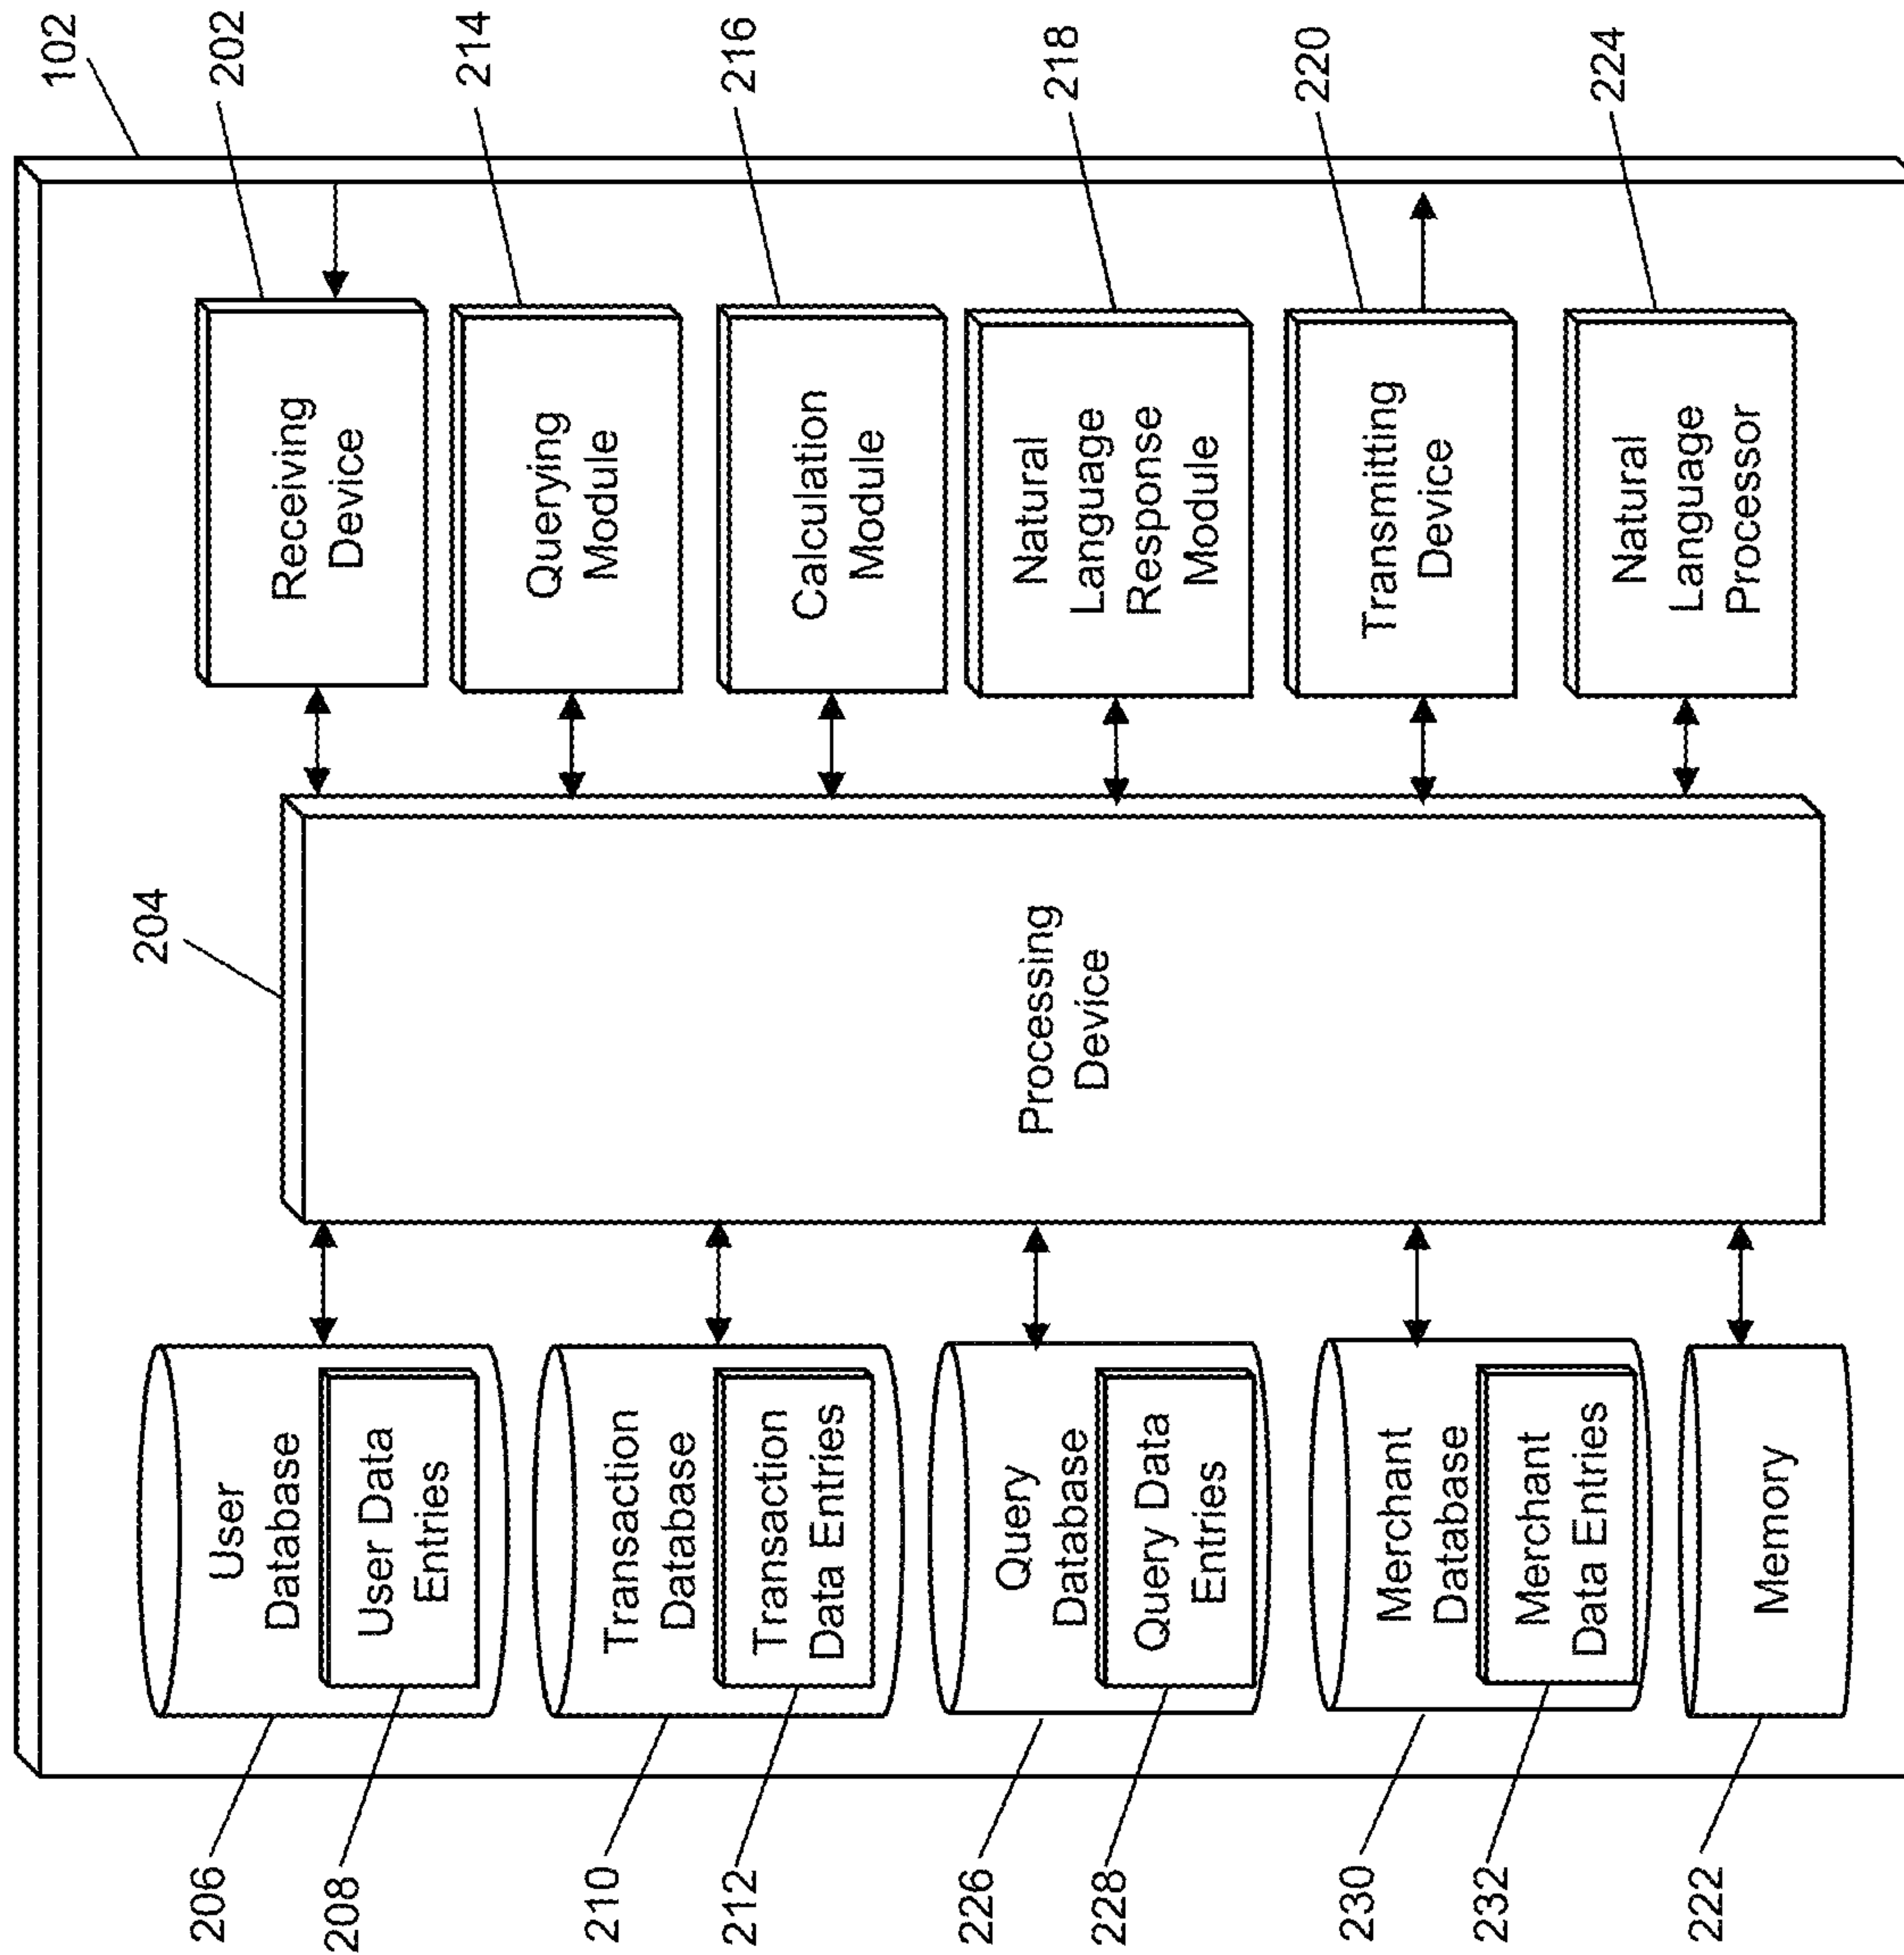 102
202
214
216
218
220
224
204
Receiving
Device
Querying
Module
Calculation
Module
Natural
Language
Response
Module
Transmitting
Device
Natural
Language
Processor
Processing
Device
User
Database
User Data
Entries
Transaction
Database
Transaction
Data Entries
Query
Database
Query Data
Entries
Merchant
Database
Merchant
Data Entries
Memory
206
208
210
212
226
228
230
232
222